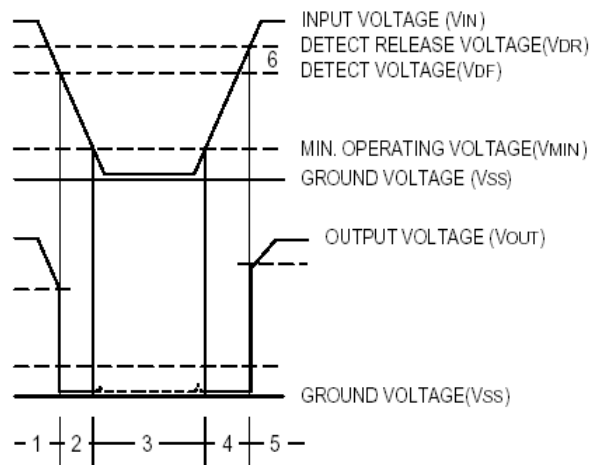 INPUT VOLTAGE (VIN)
DETECT RELEASE VOLTAGE(VDR)
6
DETECT VOLTAGE(VDF)
MIN. OPERATING VOLTAGE(VMIN)
GROUND VOLTAGE (VSS)
OUTPUT VOLTAGE (VOUT)
GROUND VOLTAGE(VSS)
1 2 3 4 5